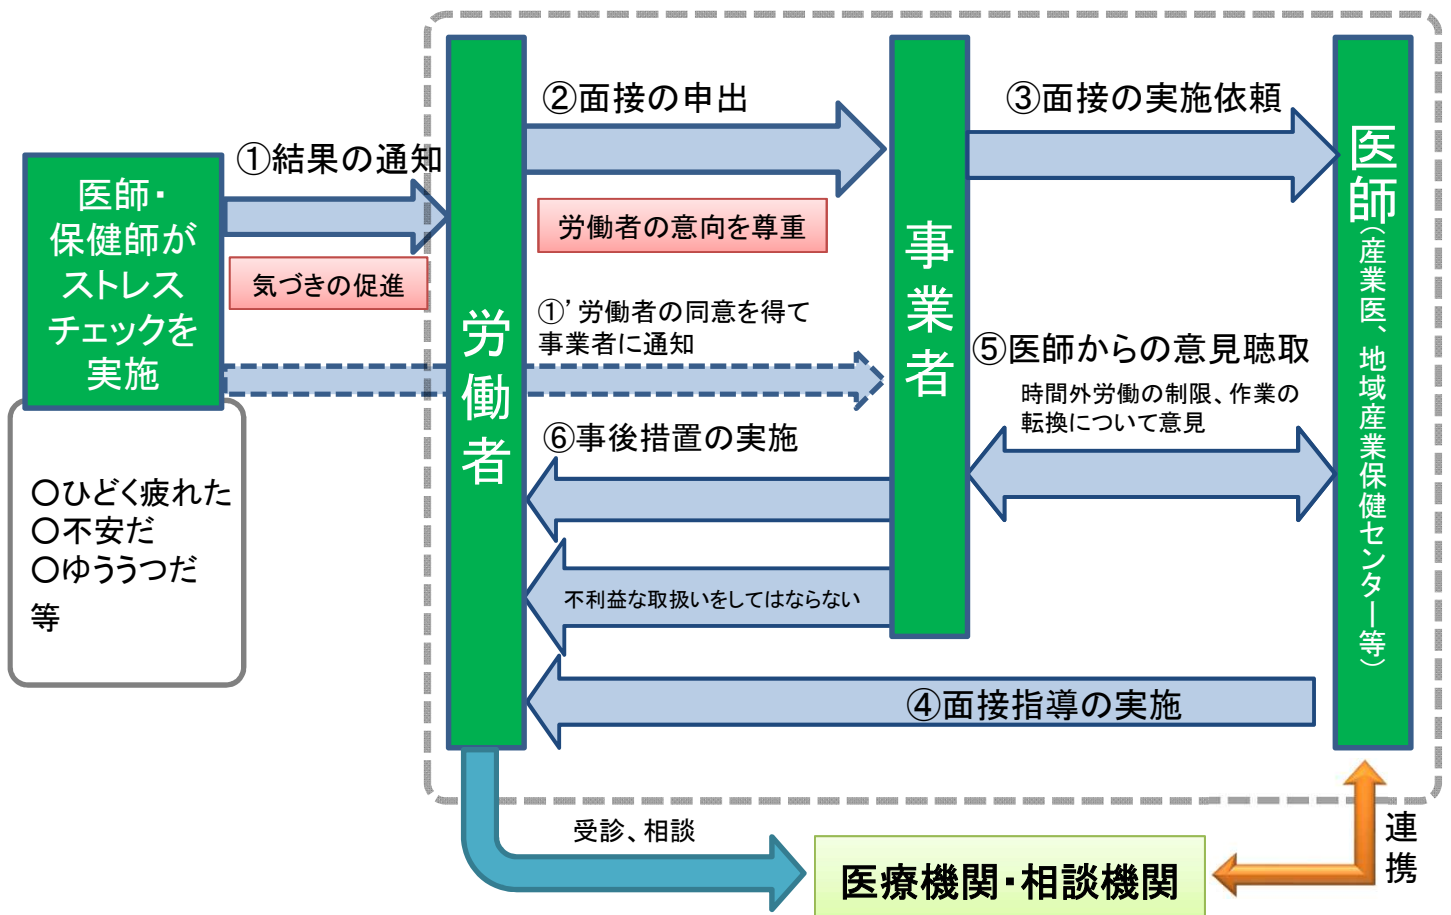 ①結果の通知
医師・
保健師が
ストレス
チェックを
実施
気づきの促進
〇ひどく疲れた
〇不安だ
〇ゆううつだ
等
労働者
②面接の申出
労働者の意向を尊重
①’労働者の同意を得て
事業者に通知
⑥事後措置の実施
不利益な取扱いをしてはならない
④面接指導の実施
事業者
③面接の実施依頼
⑤医師からの意見聴取
時間外労働の制限、作業の
転換について意見
医師(産業医、地域産業保健センター等)
受診、相談
医療機関・相談機関
連携